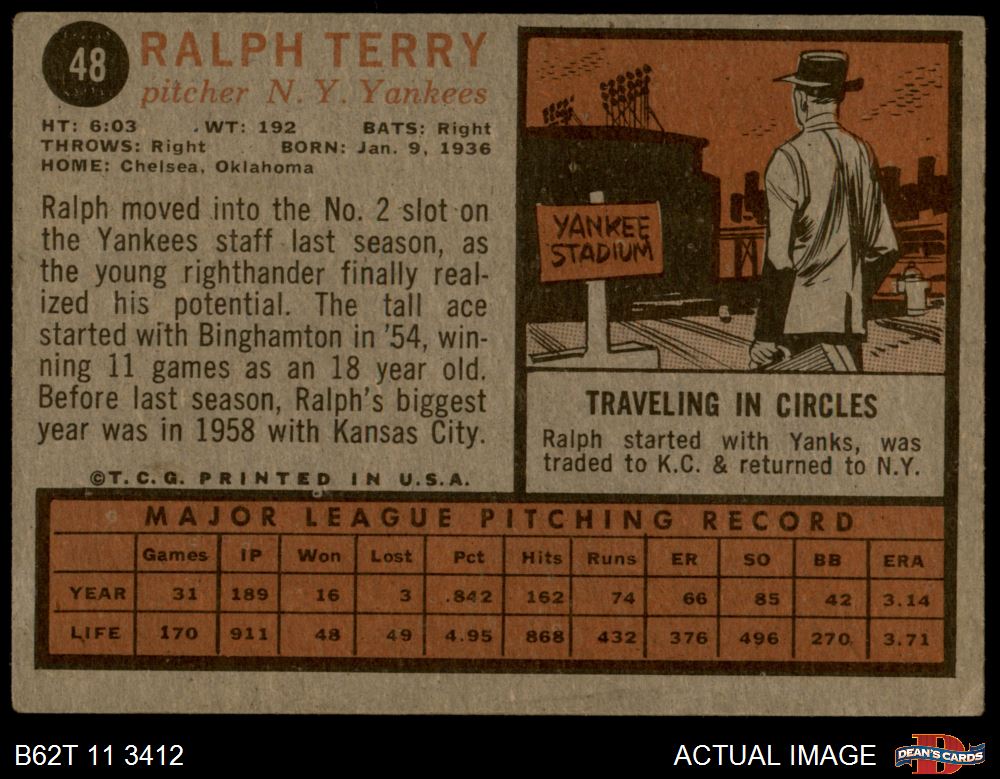 48
RALPH TERRY
pitcher N. Y. Yankees
HT: 6:03 WT: 192 BATS: Right
THROWS: Right BORN: Jan. 9, 1936
HOME: Chelsea, Oklahoma
Ralph moved into the No. 2 slot on
the Yankees staff last season, as
the young righthander finally real-
ized his potential. The tall ace
started with Binghamton in '54, win-
ning 11 games as an 18 year old.
Before last season, Ralph's biggest
year was in 1958 with Kansas City.
©T. C. G. PRINTED IN U.S.A.
YANKEE
STADIUM
TRAVELING IN CIRCLES
Ralph started with Yanks, was
traded to K.C. & returned to N.Y.
MAJOR LEAGUE PITCHING RECORD
Games IP Won Lost Pct Hits Runs ER SO BB ERA
YEAR 31 189 16 3 .842 162 74 66 85 42 3.14
LIFE 170 911 48 49 4.95 868 432 376 496 270 3.71
B62T 11 3412
ACTUAL IMAGE
D
DEAN'S CARDS